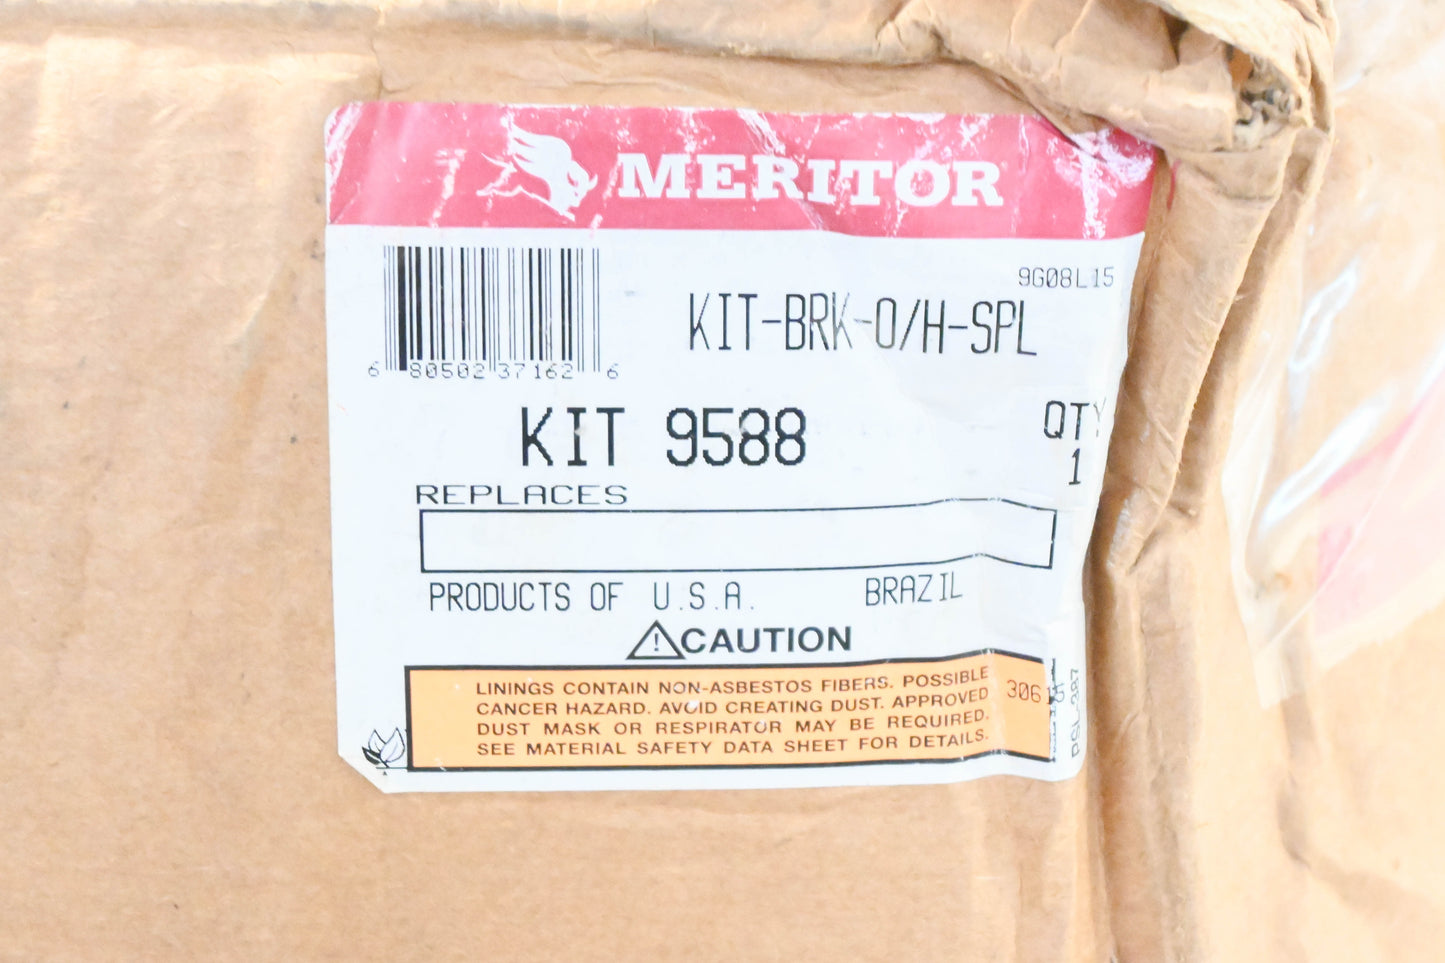 MERITOR
9G08L15
KIT-BRK-O/H-SPL
6 80502 37162 6
KIT 9588
QTY
1
REPLACES
PRODUCTS OF U.S.A. BRAZIL
CAUTION
LININGS CONTAIN NON-ASBESTOS FIBERS. POSSIBLE
CANCER HAZARD. AVOID CREATING DUST. APPROVED
DUST MASK OR RESPIRATOR MAY BE REQUIRED.
SEE MATERIAL SAFETY DATA SHEET FOR DETAILS.
3061
PSL-387